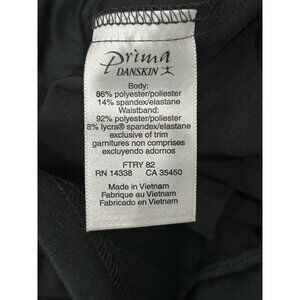 Prima
DANSKIN
Body:
86% polyester/poliester
14% spandex/elastane
Waistband:
92% polyester/poliester
8% lycra® spandex/elastane
exclusive of trim
garnitures non comprises
excluyendo adornos
FTRY 82
RN 14338 CA 35450
Made in Vietnam
Fabrique au Vietnam
Fabricado en Vietnam